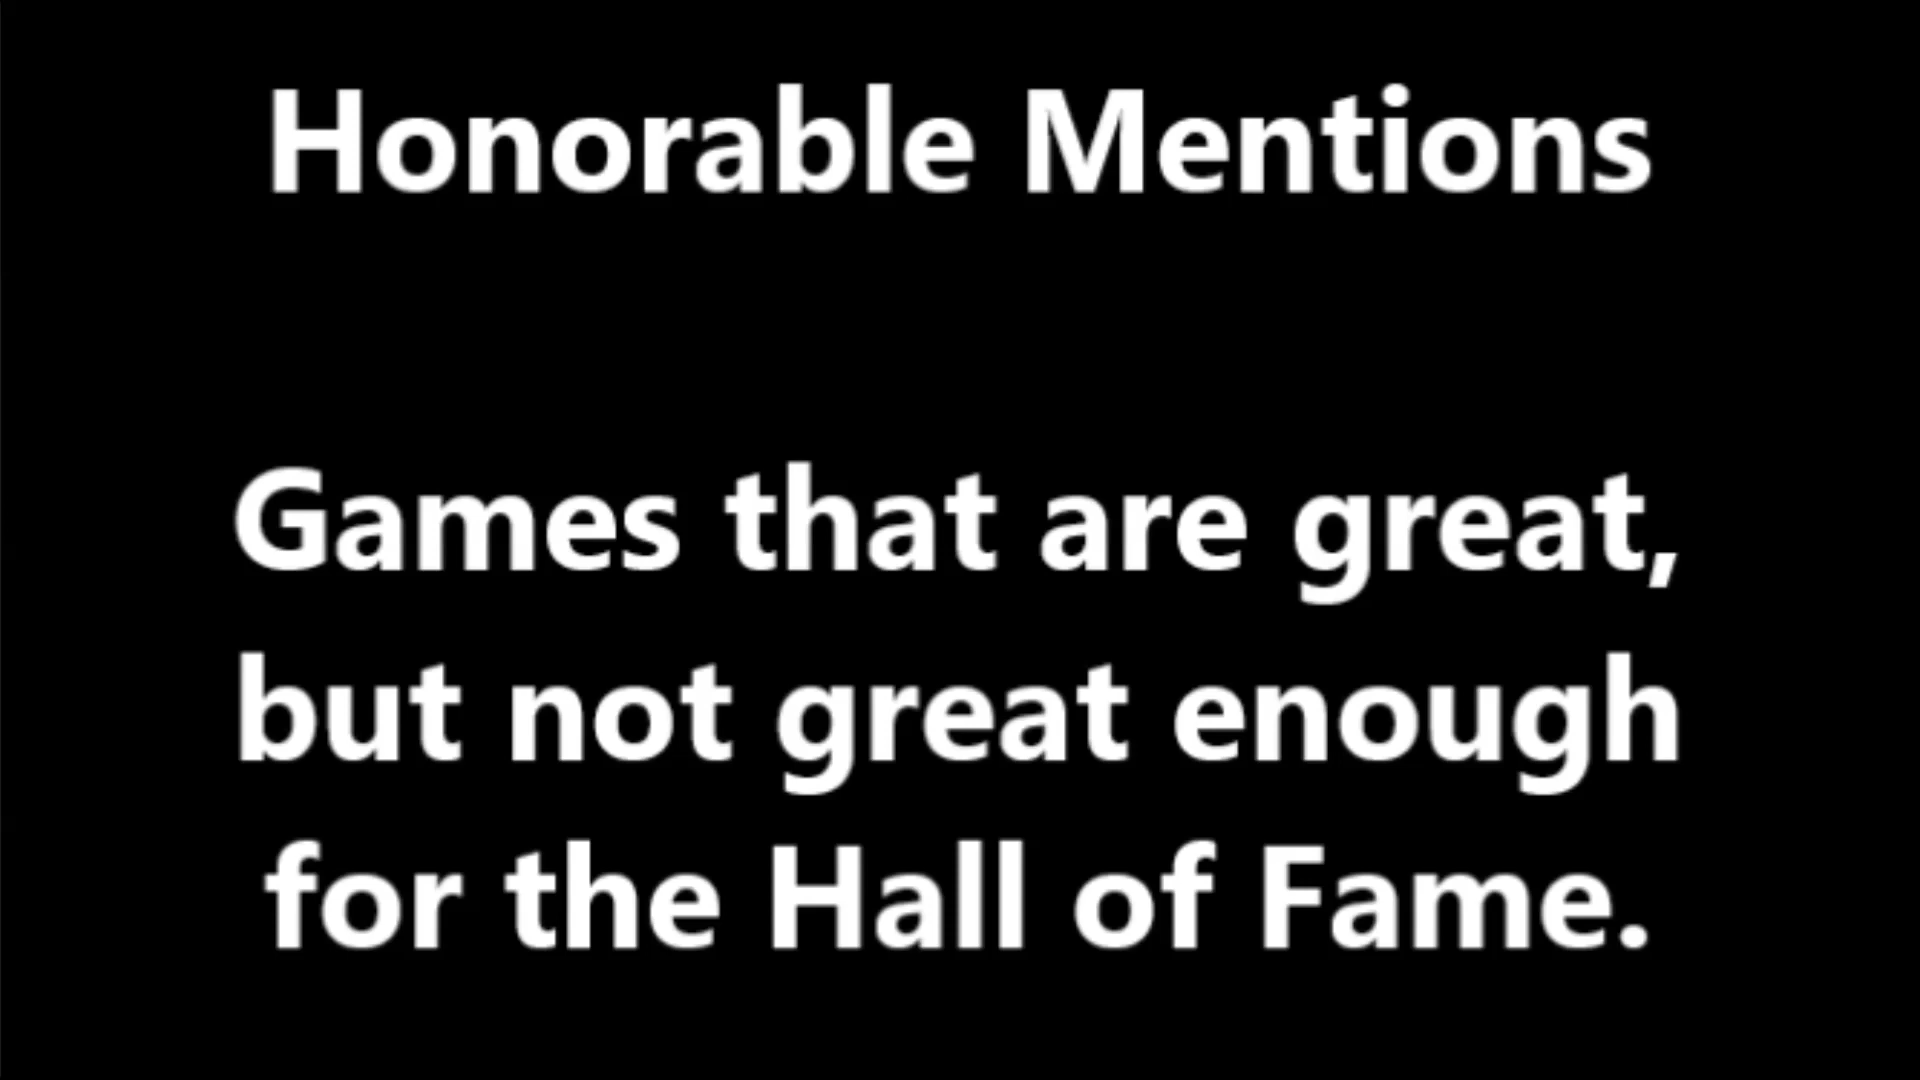 Honorable Mentions
Games that are great,
but not great enough
for the Hall of Fame.